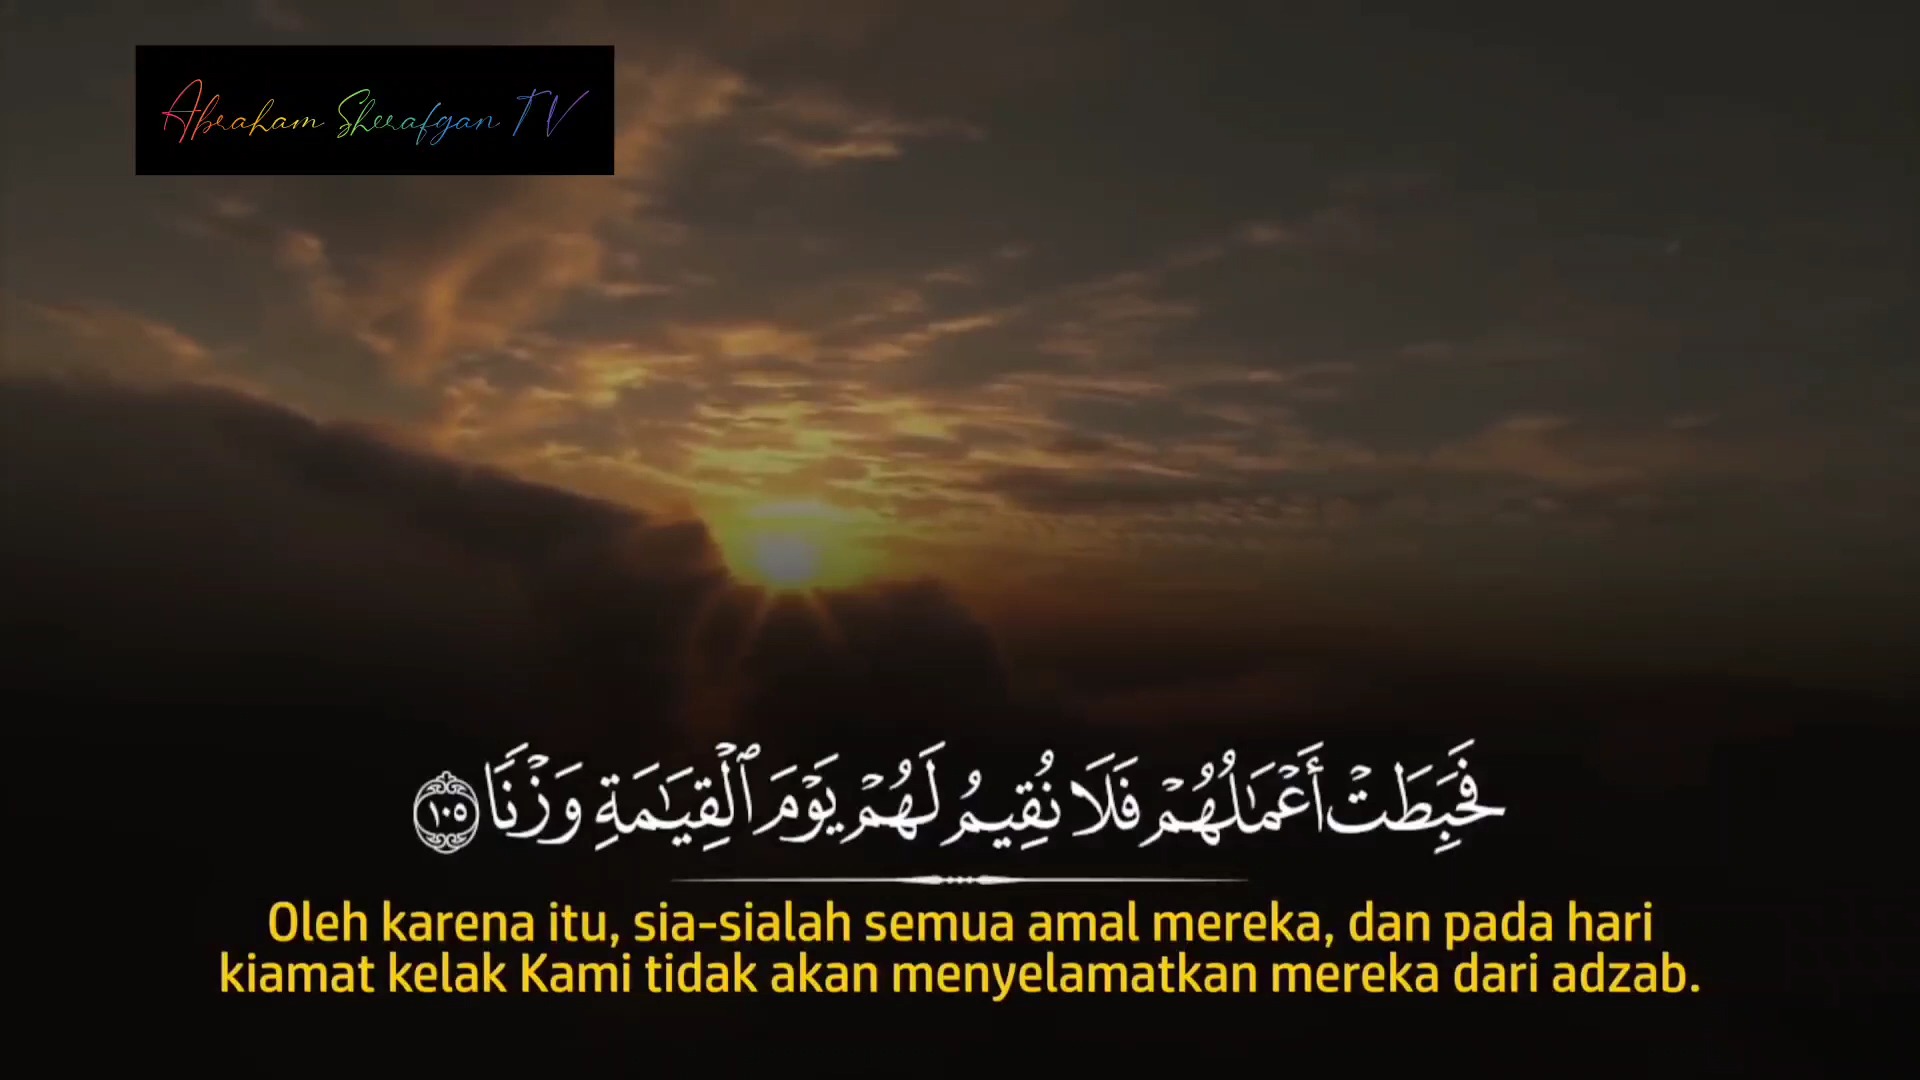 Abraham Sherafgan TV
فَحَبِطَتْ أَعْمَـٰلُهُمْ فَلَا نُقِيمُ لَهُمْ يَوْمَ ٱلْقِيَـٰمَةِ وَزْنًا ١٠٥
Oleh karena itu, sia-sialah semua amal mereka, dan pada hari
kiamat kelak Kami tidak akan menyelamatkan mereka dari adzab.